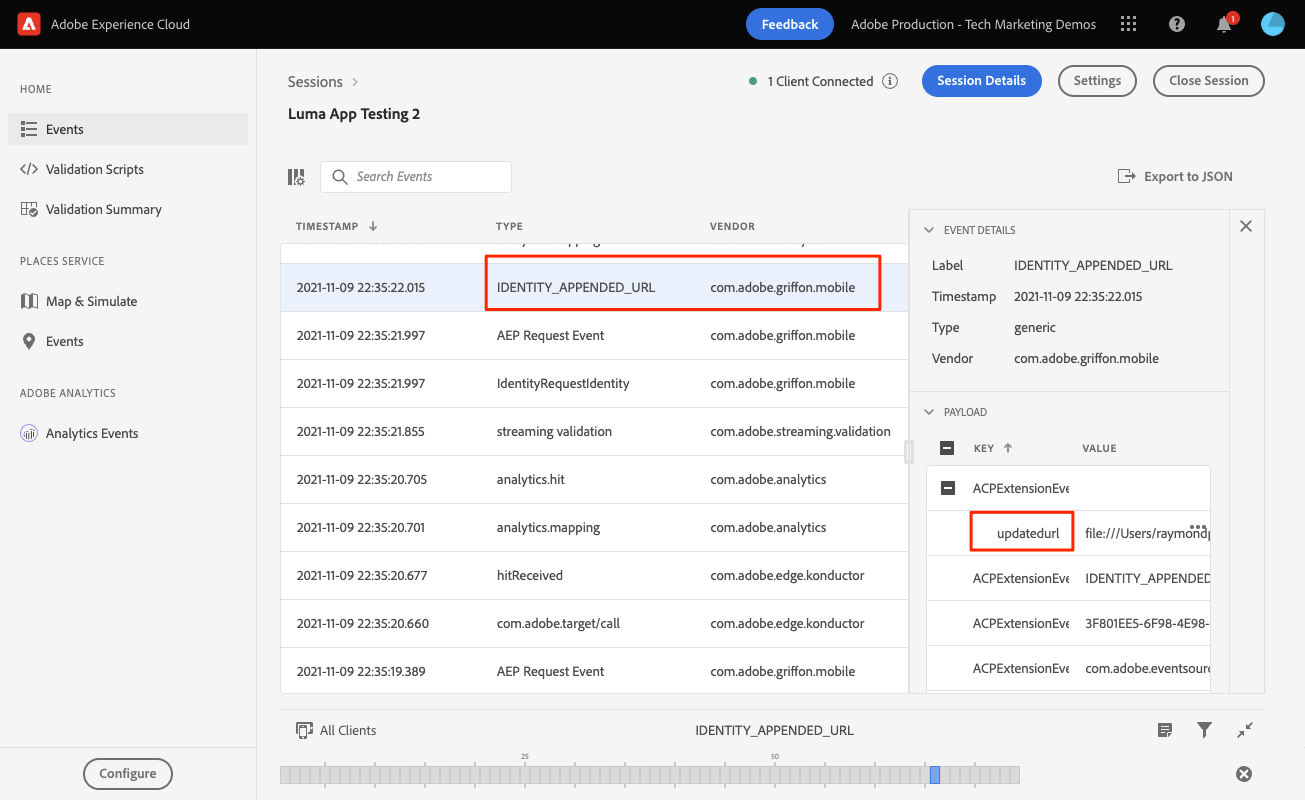 Adobe Experience Cloud
Feedback
Adobe Production - Tech Marketing Demos
1
HOME
Events
Validation Scripts
Validation Summary
PLACES SERVICE
Map & Simulate
Events
ADOBE ANALYTICS
Analytics Events
Configure
Sessions
1 Client Connected
Session Details
Settings
Close Session
Luma App Testing 2
Search Events
Export to JSON
TIMESTAMP TYPE VENDOR
2021-11-09 22:35:22.015 IDENTITY_APPENDED_URL com.adobe.griffon.mobile
2021-11-09 22:35:21.997 AEP Request Event com.adobe.griffon.mobile
2021-11-09 22:35:21.997 IdentityRequestIdentity com.adobe.griffon.mobile
2021-11-09 22:35:21.855 streaming validation com.adobe.streaming.validation
2021-11-09 22:35:20.705 analytics.hit com.adobe.analytics
2021-11-09 22:35:20.701 analytics.mapping com.adobe.analytics
2021-11-09 22:35:20.677 hitReceived com.adobe.edge.konductor
2021-11-09 22:35:20.660 com.adobe.target/call com.adobe.edge.konductor
2021-11-09 22:35:19.389 AEP Request Event com.adobe.griffon.mobile
EVENT DETAILS
Label IDENTITY_APPENDED_URL
Timestamp 2021-11-09 22:35:22.015
Type generic
Vendor com.adobe.griffon.mobile
PAYLOAD
KEY VALUE
ACPExtensionEve
updatedurl file:///Users/raymondp
ACPExtensionEve IDENTITY_APPENDED
ACPExtensionEve 3F801EE5-6F98-4E98-
ACPExtensionEve com.adobe.eventsourc
All Clients
IDENTITY_APPENDED_URL
25 50